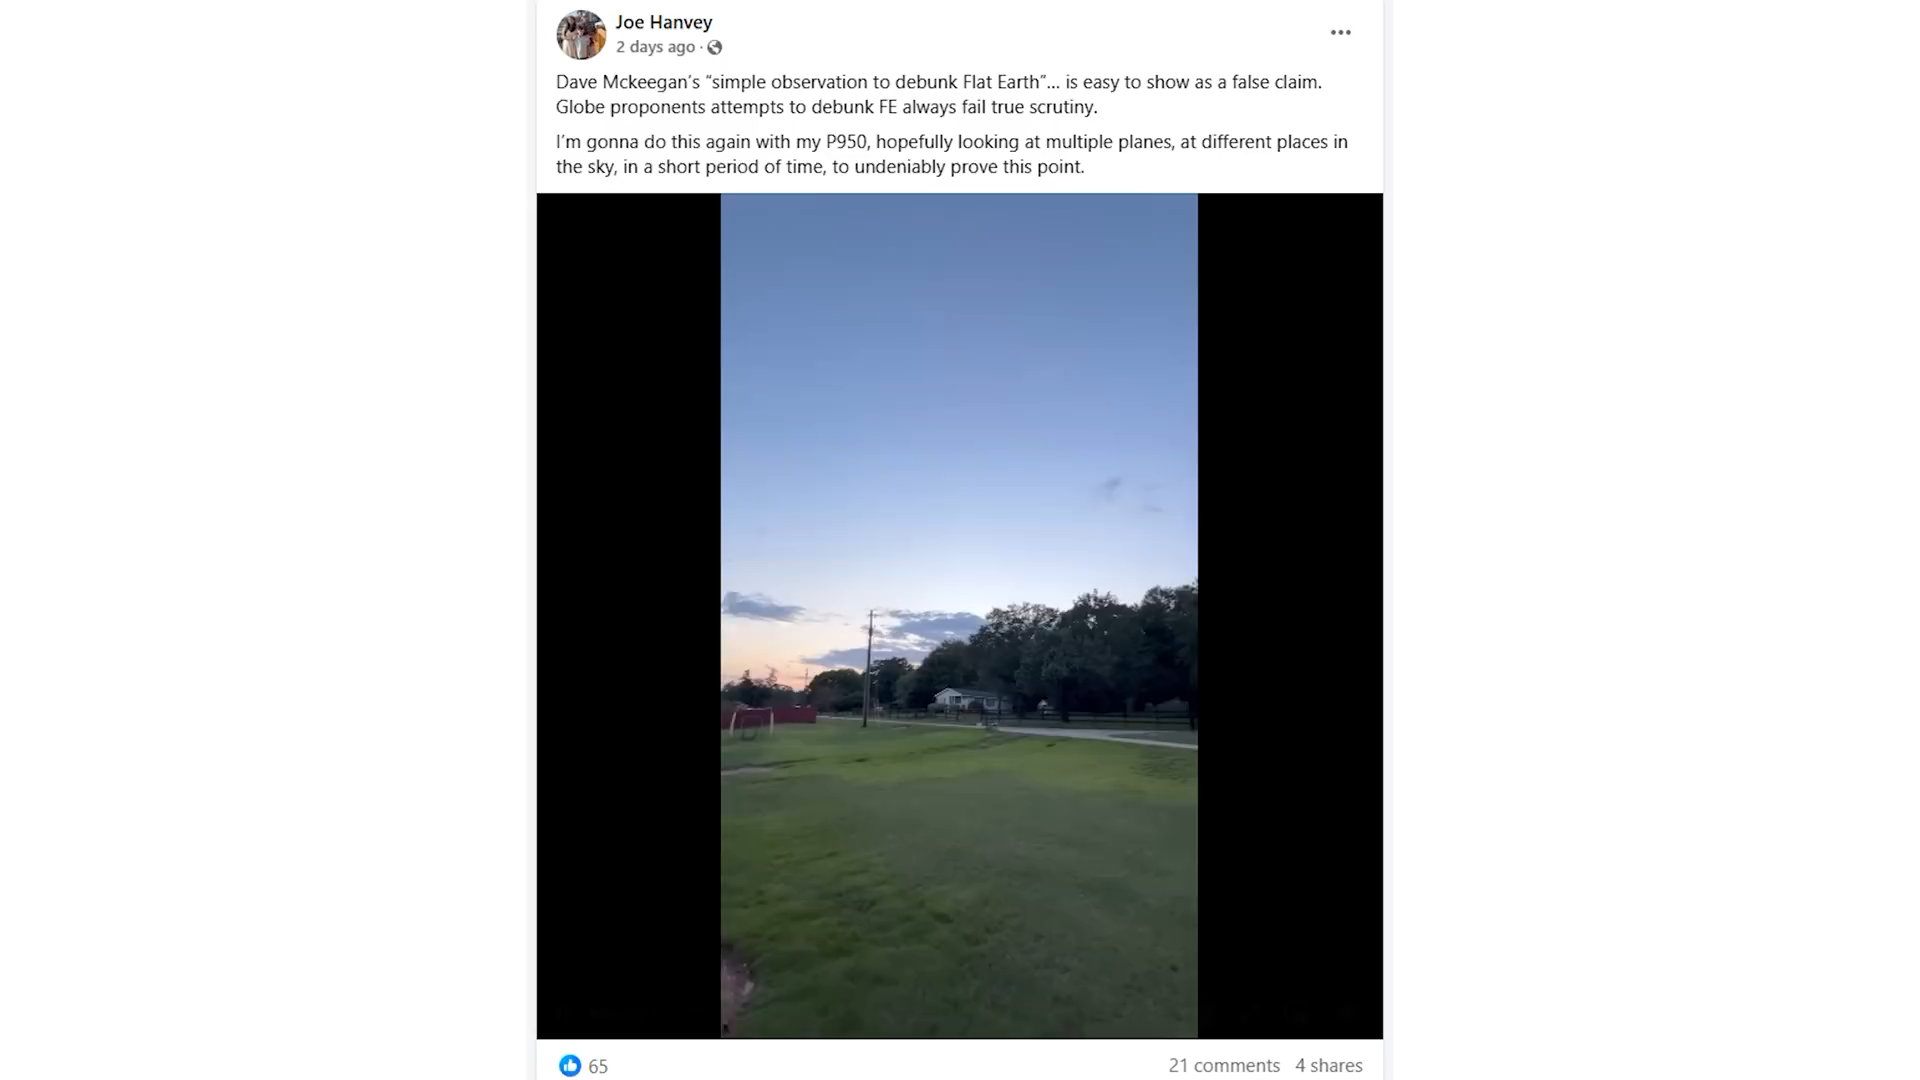 Joe Hanvey
2 days ago ·
Dave Mckeegan’s “simple observation to debunk Flat Earth”... is easy to show as a false claim.
Globe proponents attempts to debunk FE always fail true scrutiny.
I’m gonna do this again with my P950, hopefully looking at multiple planes, at different places in
the sky, in a short period of time, to undeniably prove this point.
65
21 comments 4 shares